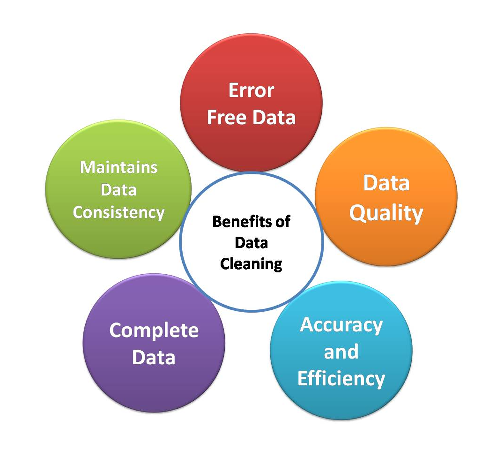 Error
Free Data
Data
Quality
Accuracy
and
Efficiency
Complete
Data
Maintains
Data
Consistency
Benefits of
Data
Cleaning